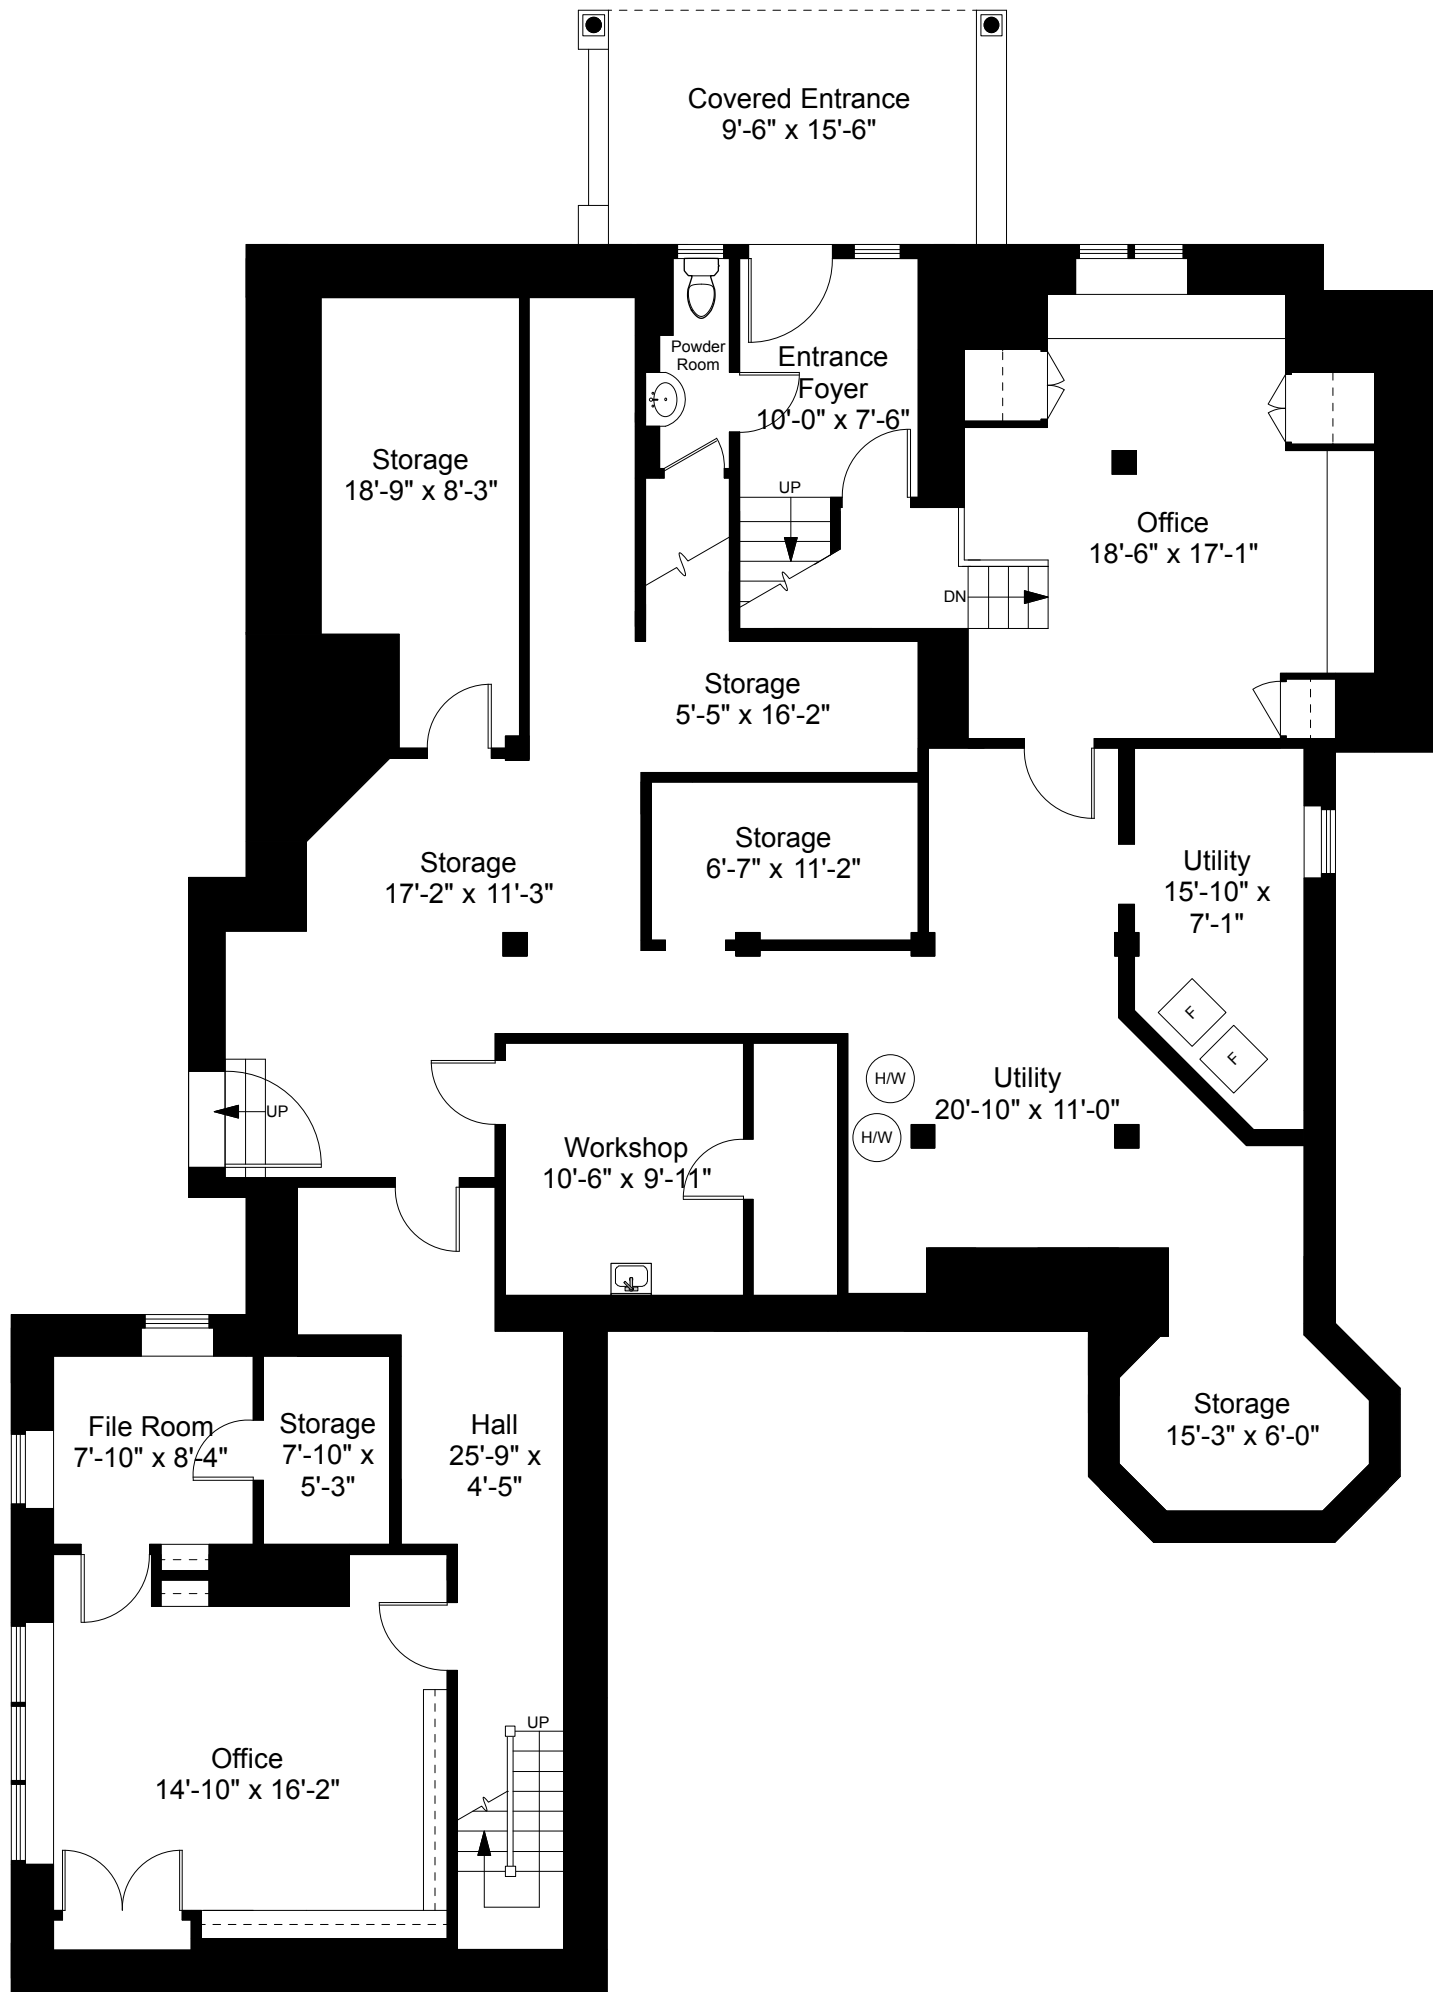 Covered Entrance
9'-6" x 15'-6"
Powder
Room
Entrance
Foyer
10'-0" x 7'-6"
Storage
18'-9" x 8'-3"
UP
Office
18'-6" x 17'-1"
DN
Storage
5'-5" x 16'-2"
Storage
6'-7" x 11'-2"
Storage
17'-2" x 11'-3"
Utility
15'-10" x
7'-1"
F
F
H/W
H/W
Utility
20'-10" x 11'-0"
UP
Workshop
10'-6" x 9'-11"
File Room
7'-10" x 8'-4"
Storage
7'-10" x
5'-3"
Hall
25'-9" x
4'-5"
Storage
15'-3" x 6'-0"
UP
Office
14'-10" x 16'-2"